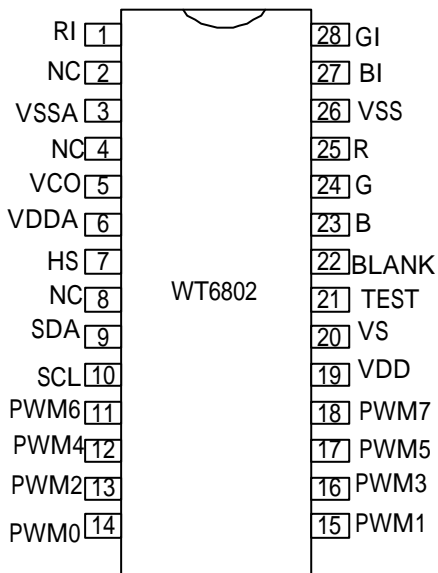 RI 1 28 GI
NC 2 27 BI
VSSA 3 26 VSS
NC 4 25 R
VCO 5 24 G
VDDA 6 23 B
HS 7 22 BLANK
NC 8 WT6802 21 TEST
SDA 9 20 VS
SCL 10 19 VDD
PWM6 11 18 PWM7
PWM4 12 17 PWM5
PWM2 13 16 PWM3
PWM0 14 15 PWM1